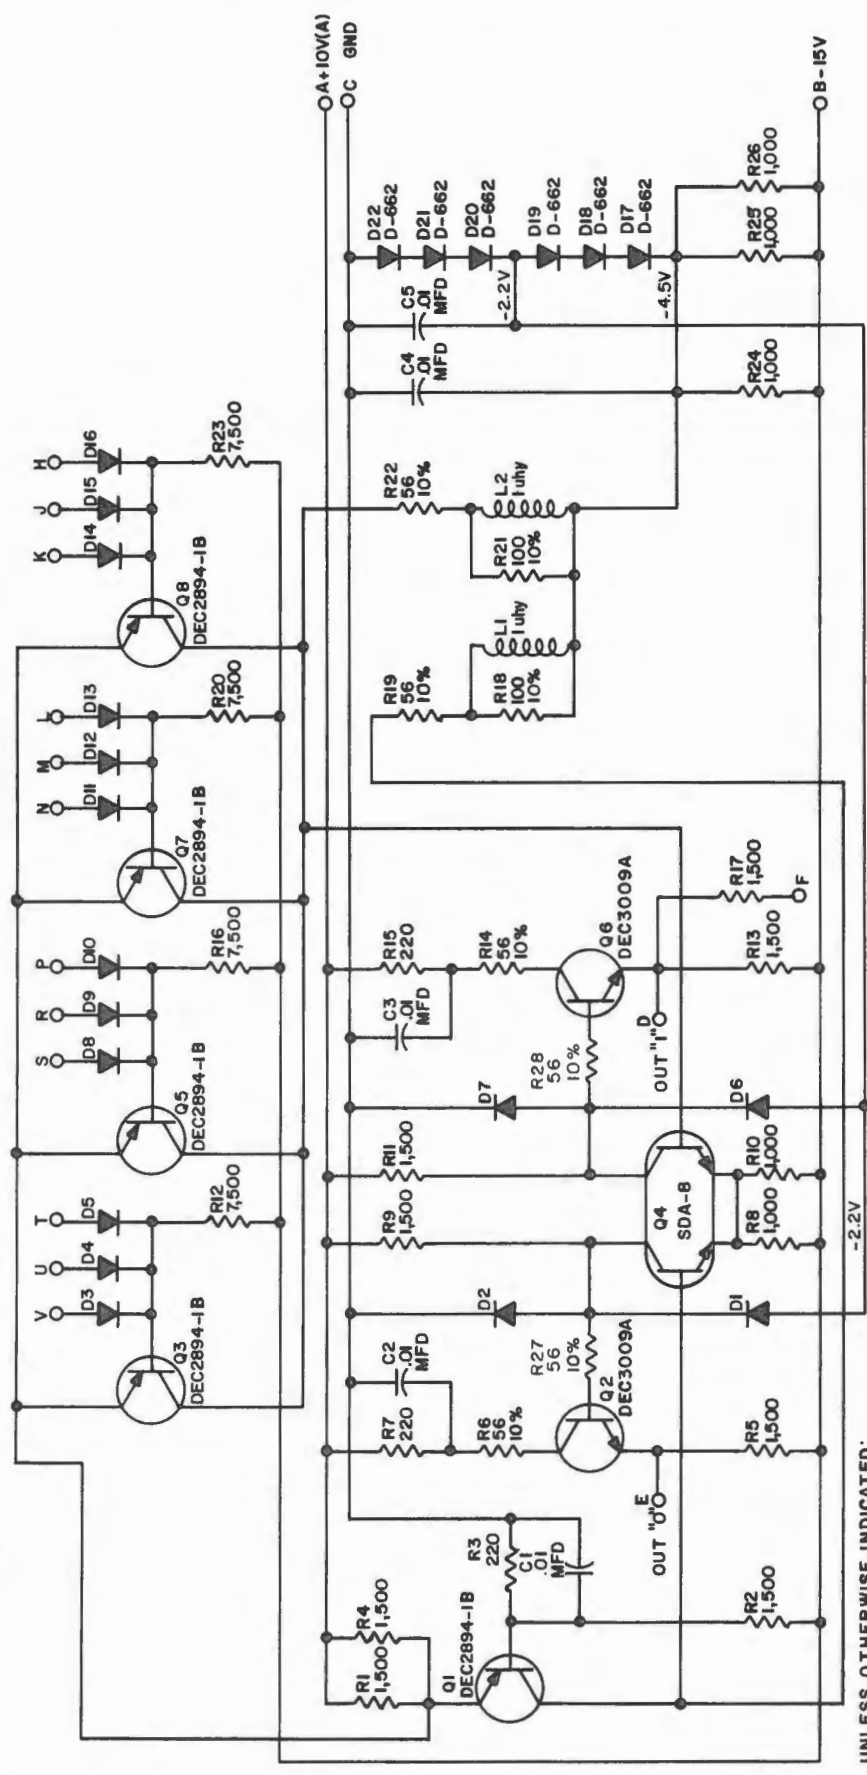 V
U
T
D3
D4
D5
Q3
DEC2894-1B
R12
7,500
S
R
P
D8
D9
D10
Q5
DEC2894-1B
R16
7,500
N
M
L
D11
D12
D13
Q7
DEC2894-1B
R20
7,500
K
J
H
D14
D15
D16
Q8
DEC2894-1B
R23
7,500
A+10V(A)
C GND
B-15V
R1
1,500
R4
1,500
Q1
DEC2894-1B
R3
220
C1
.01
MFD
R2
1,500
R7
220
C2
.01
MFD
R6
56
10%
R27
56
10%
Q2
DEC3009A
OUT "0"
E
R5
1,500
D2
D1
R9
1,500
R11
1,500
Q4
SDA-8
R8
1,000
R10
1,000
-2.2V
D7
D6
C3
.01
MFD
R15
220
R14
56
10%
R28
56
10%
Q6
DEC3009A
OUT "1"
D
R13
1,500
R17
1,500
F
R19
56
10%
R18
100
10%
L1
1uhy
R21
100
10%
R22
56
10%
L2
1uhy
C4
.01
MFD
C5
.01
MFD
R24
1,000
D22
D-662
D21
D-662
D20
D-662
-2.2V
D19
D-662
D18
D-662
D17
D-662
-4.5V
R25
1,000
R26
1,000
UNLESS OTHERWISE INDICATED: